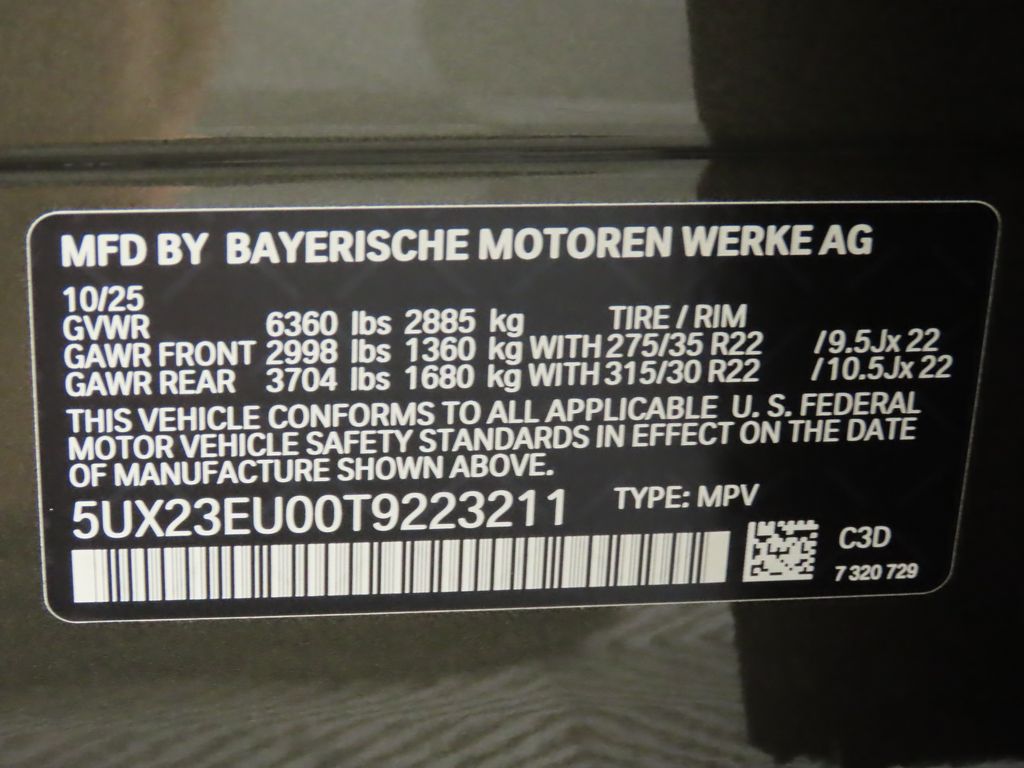 MFD BY BAYERISCHE MOTOREN WERKE AG
10/25
GVWR 6360 lbs 2885 kg TIRE / RIM
GAWR FRONT 2998 lbs 1360 kg WITH 275/35 R22 /9.5Jx 22
GAWR REAR 3704 lbs 1680 kg WITH 315/30 R22 /10.5Jx 22
THIS VEHICLE CONFORMS TO ALL APPLICABLE U. S. FEDERAL
MOTOR VEHICLE SAFETY STANDARDS IN EFFECT ON THE DATE
OF MANUFACTURE SHOWN ABOVE.
5UX23EU00T9223211 TYPE: MPV
C3D
7 320 729